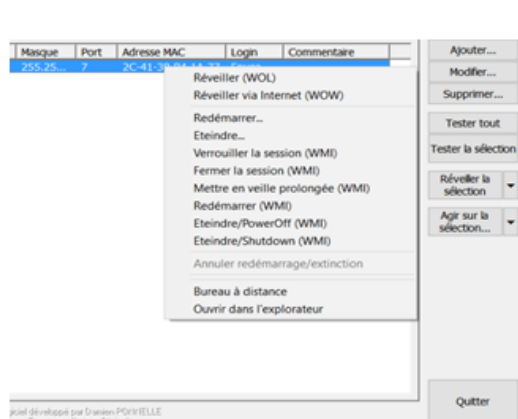 Masque Port Adresse MAC Login Commentaire
255.25... 7
Réveiller (WOL)
Réveiller via Internet (WOW)
Redémarrer...
Eteindre...
Verrouiller la session (WMI)
Fermer la session (WMI)
Mettre en veille prolongée (WMI)
Redémarrer (WMI)
Eteindre/PowerOff (WMI)
Eteindre/Shutdown (WMI)
Annuler redémarrage/extinction
Bureau à distance
Ouvrir dans l'explorateur
Ajouter...
Modifier...
Supprimer...
Tester tout
Tester la sélection
Réveiller la
sélection
Agir sur la
sélection...
Quitter
développé par Damien